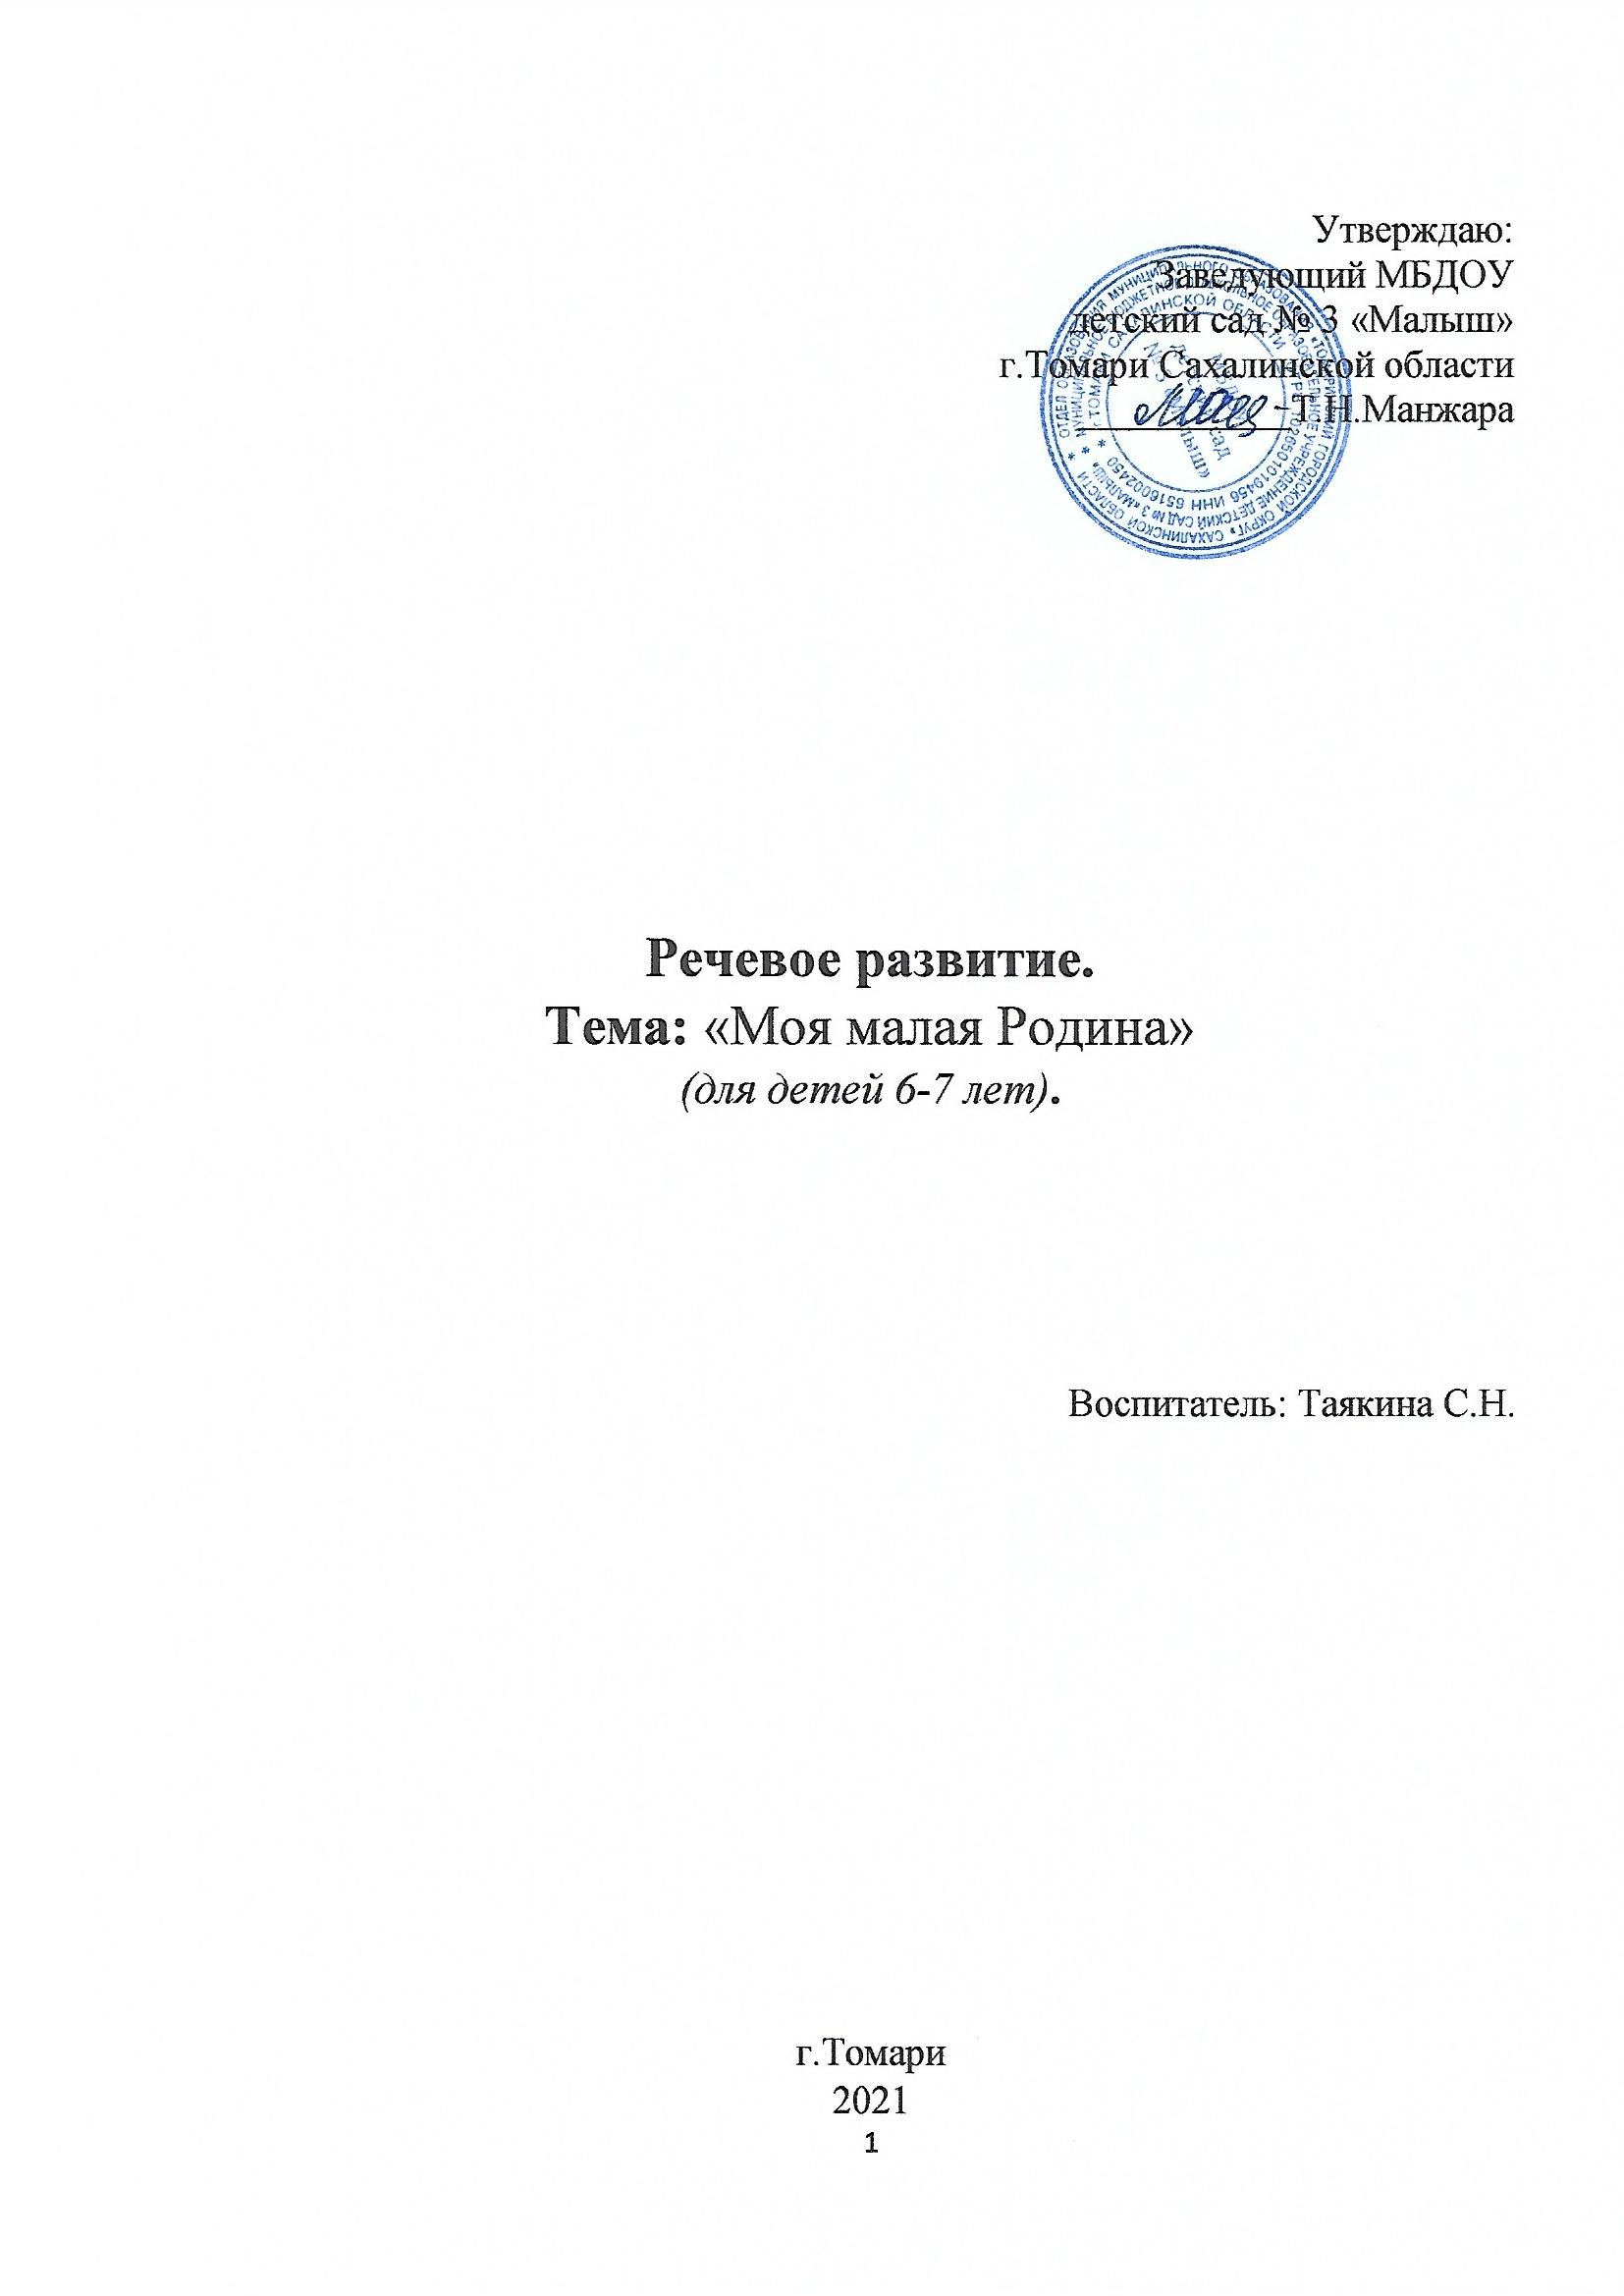 Утверждаю:
Заведующий МБДОУ
детский сад № 3 «Малыш»
г.Томари Сахалинской области
Т.Н.Манжара
Речевое развитие.
Тема: «Моя малая Родина»
(для детей 6-7 лет).
Воспитатель: Таякина С.Н.
г.Томари
2021
1